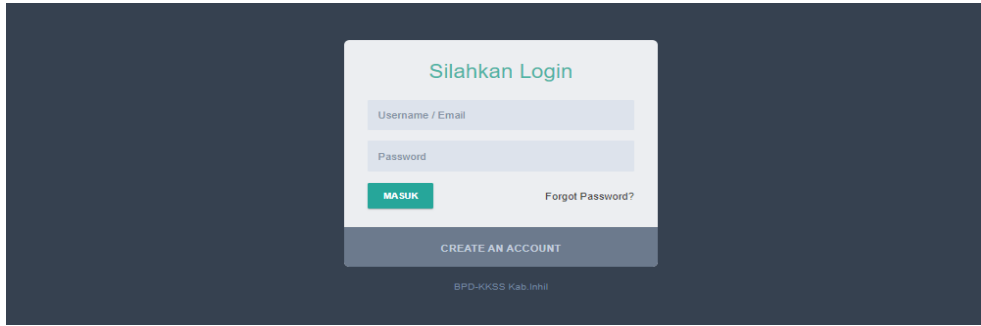 Silahkan Login
Username / Email
Password
MASUK Forgot Password?
CREATE AN ACCOUNT
BPD-KKSS Kab.Inhil